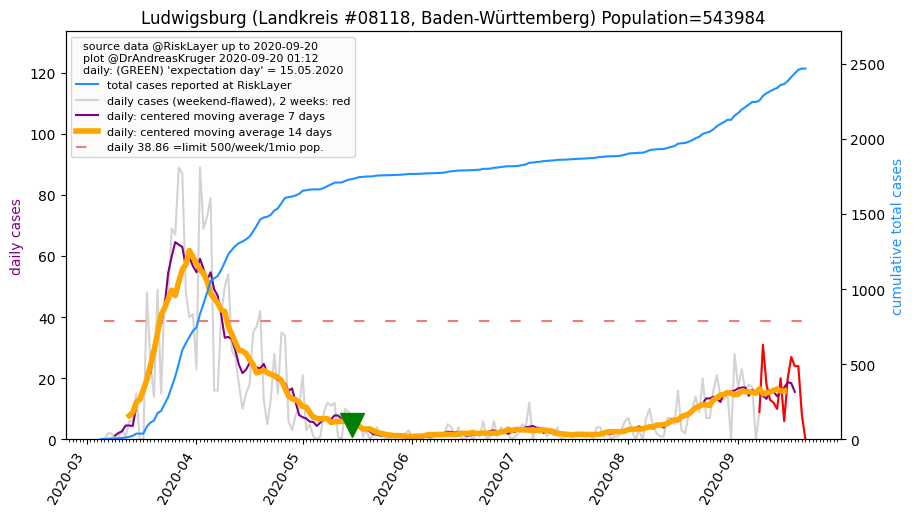 Ludwigsburg (Landkreis #08118, Baden-Württemberg) Population=543984
source data @RiskLayer up to 2020-09-20
plot @DrAndreasKruger 2020-09-20 01:12
daily: (GREEN) 'expectation day' = 15.05.2020
total cases reported at RiskLayer
daily cases (weekend-flawed), 2 weeks: red
daily: centered moving average 7 days
daily: centered moving average 14 days
daily 38.86 =limit 500/week/1mio pop.
daily cases
120
100
80
60
40
20
0
cumulative total cases
2500
2000
1500
1000
500
0
2020-03
2020-04
2020-05
2020-06
2020-07
2020-08
2020-09